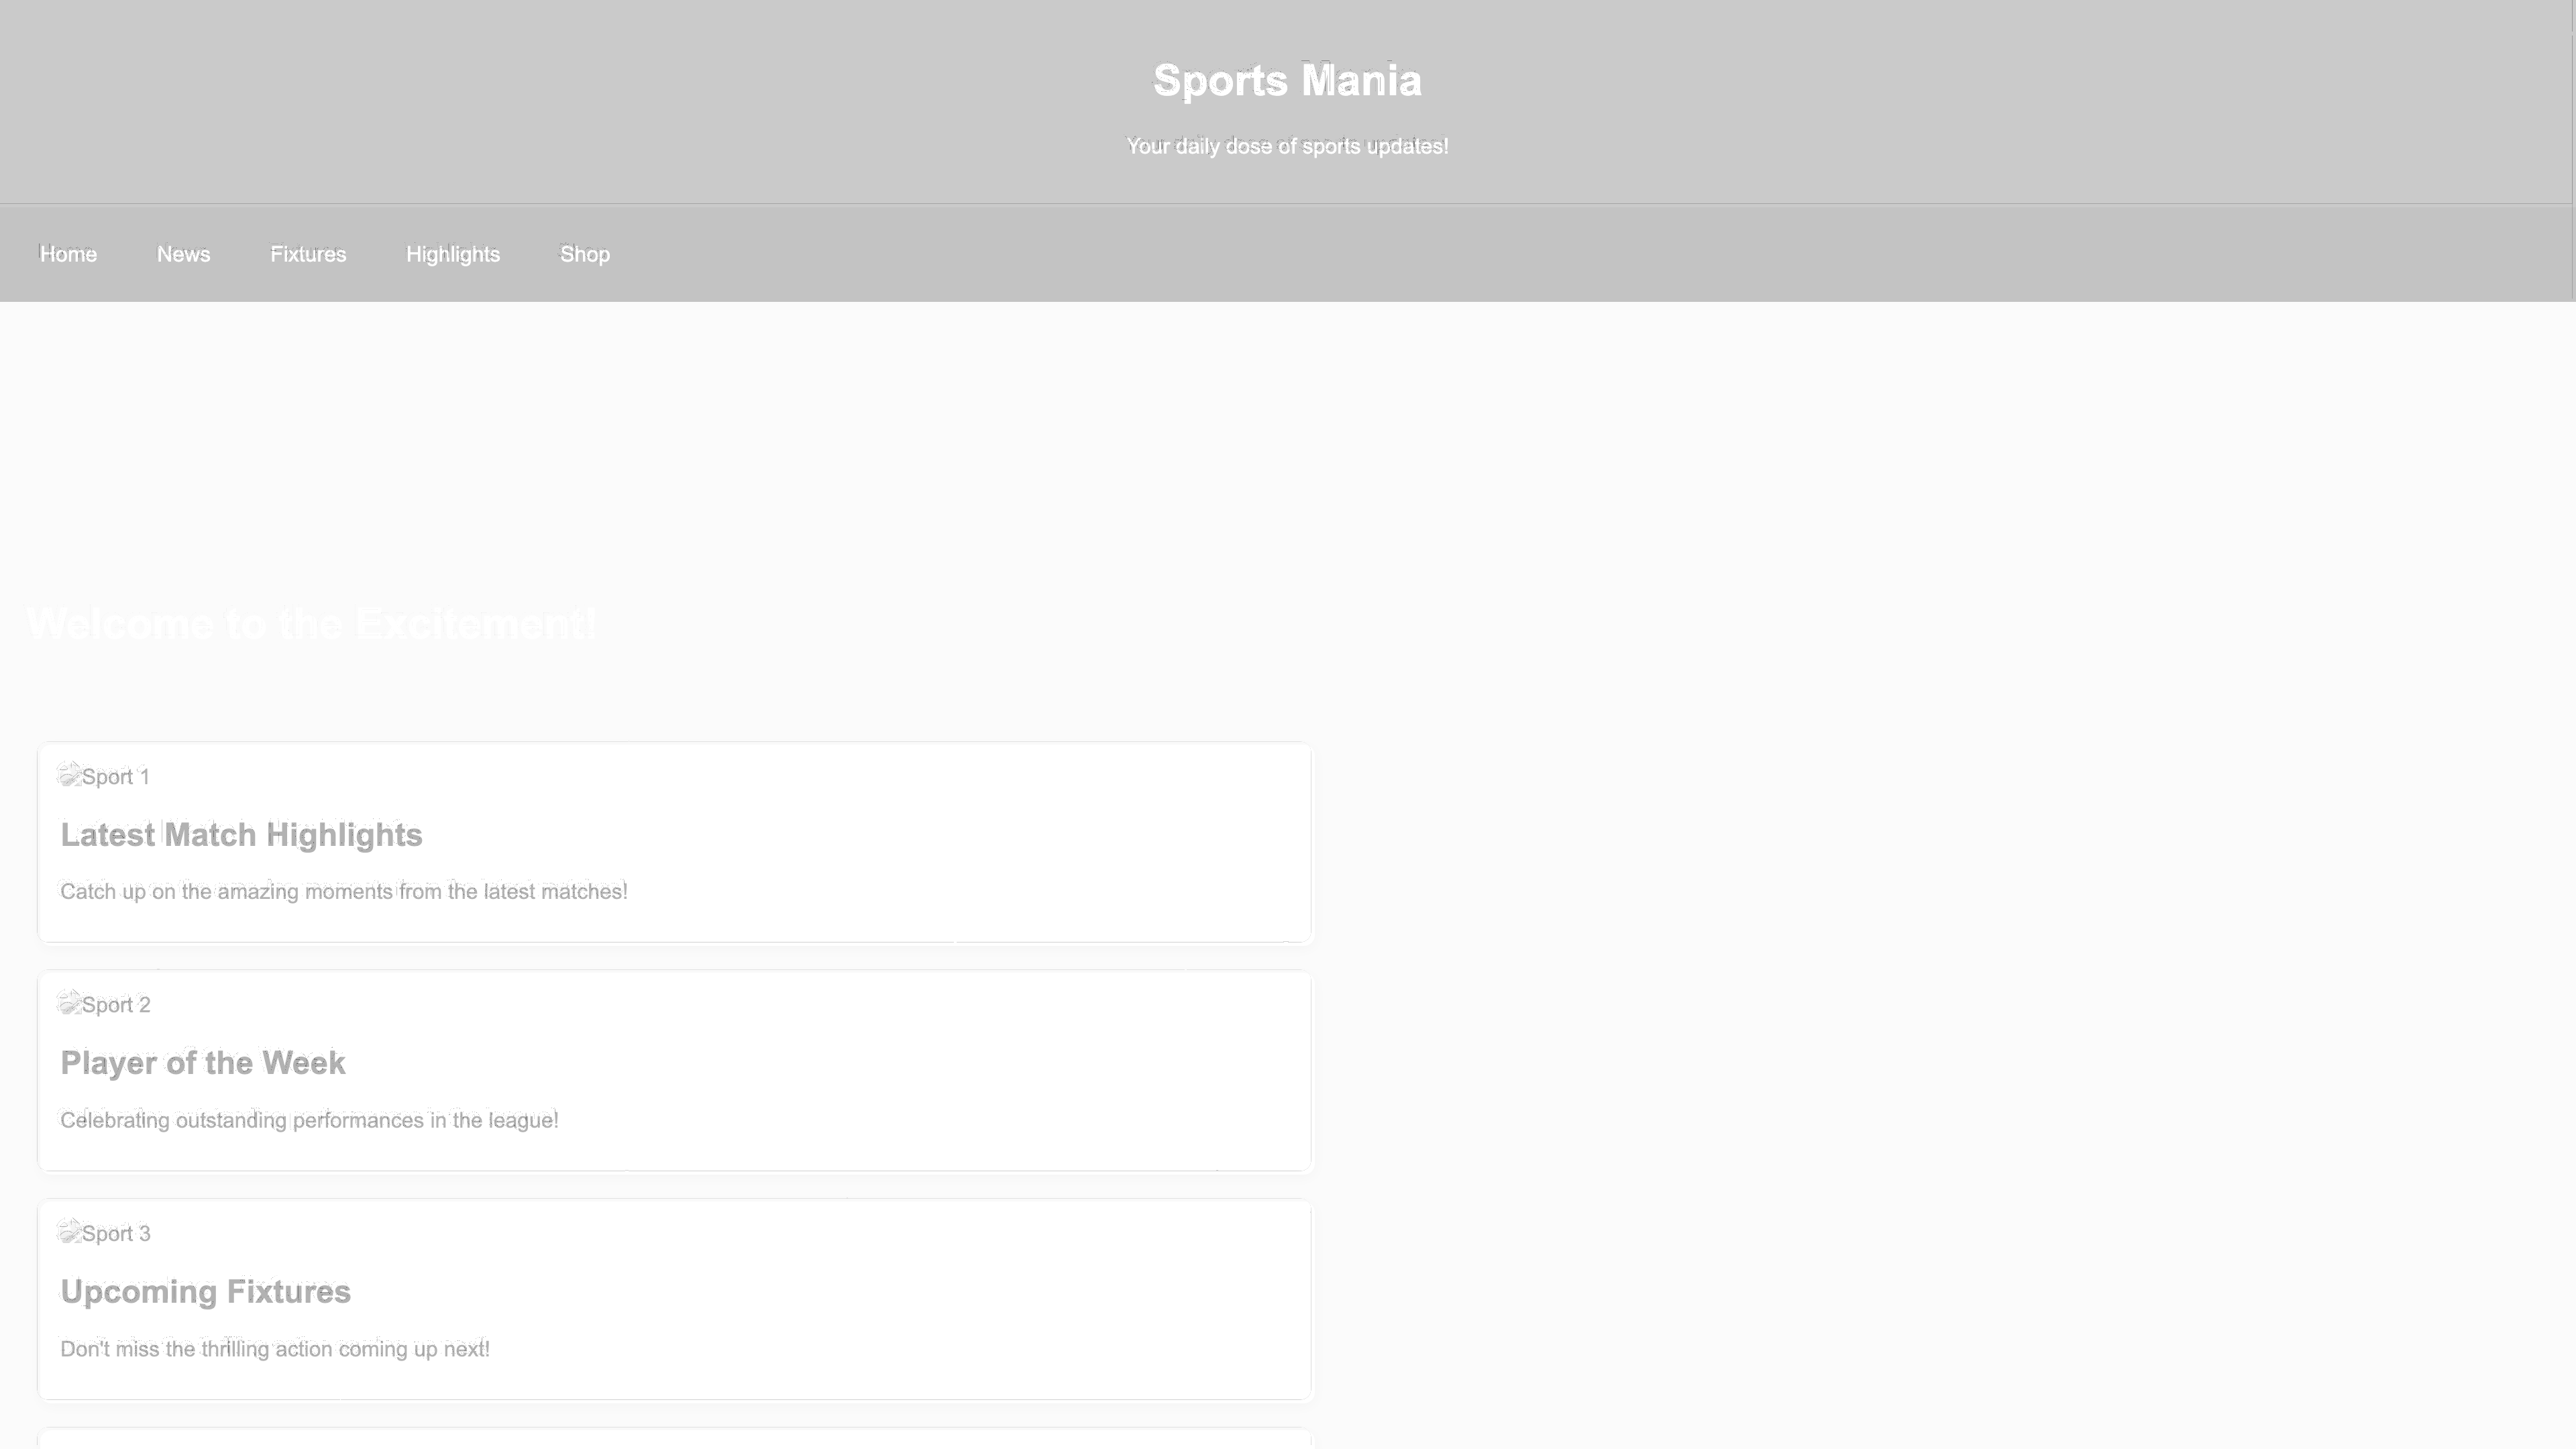 Sports Mania
Your daily dose of sports updates!
Home News Fixtures Highlights Shop
Welcome to the Excitement!
Sport 1
Latest Match Highlights
Catch up on the amazing moments from the latest matches!
Sport 2
Player of the Week
Celebrating outstanding performances in the league!
Sport 3
Upcoming Fixtures
Don't miss the thrilling action coming up next!